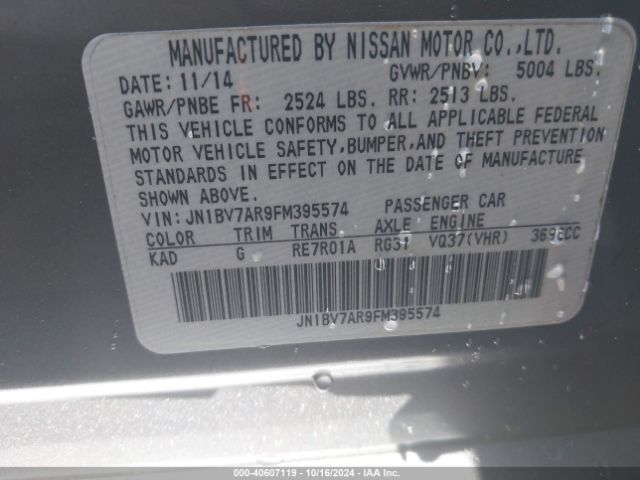 MANUFACTURED BY NISSAN MOTOR CO.,LTD.
DATE: 11/14 GVWR/PNBV: 5004 LBS.
GAWR/PNBE FR: 2524 LBS. RR: 2513 LBS.
THIS VEHICLE CONFORMS TO ALL APPLICABLE FEDERAL
MOTOR VEHICLE SAFETY,BUMPER,AND THEFT PREVENTION
STANDARDS IN EFFECT ON THE DATE OF MANUFACTURE
SHOWN ABOVE.
VIN: JN1BV7AR9FM395574 PASSENGER CAR
COLOR TRIM TRANS AXLE ENGINE
KAD G RE7R01A RG31 VQ37(VHR) 3696CC
JN1BV7AR9FM395574
000-40607119 | 10/16/2024 | IAA Inc.